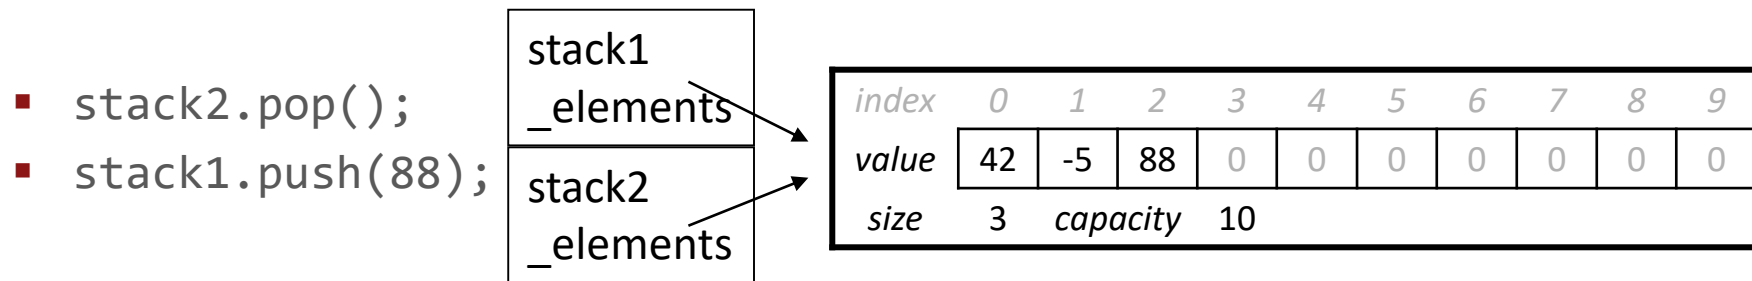 ▪ stack2.pop();
▪ stack1.push(88);
stack1
_elements
stack2
_elements
index 0 1 2 3 4 5 6 7 8 9
value 42 -5 88 0 0 0 0 0 0 0
size 3 capacity 10